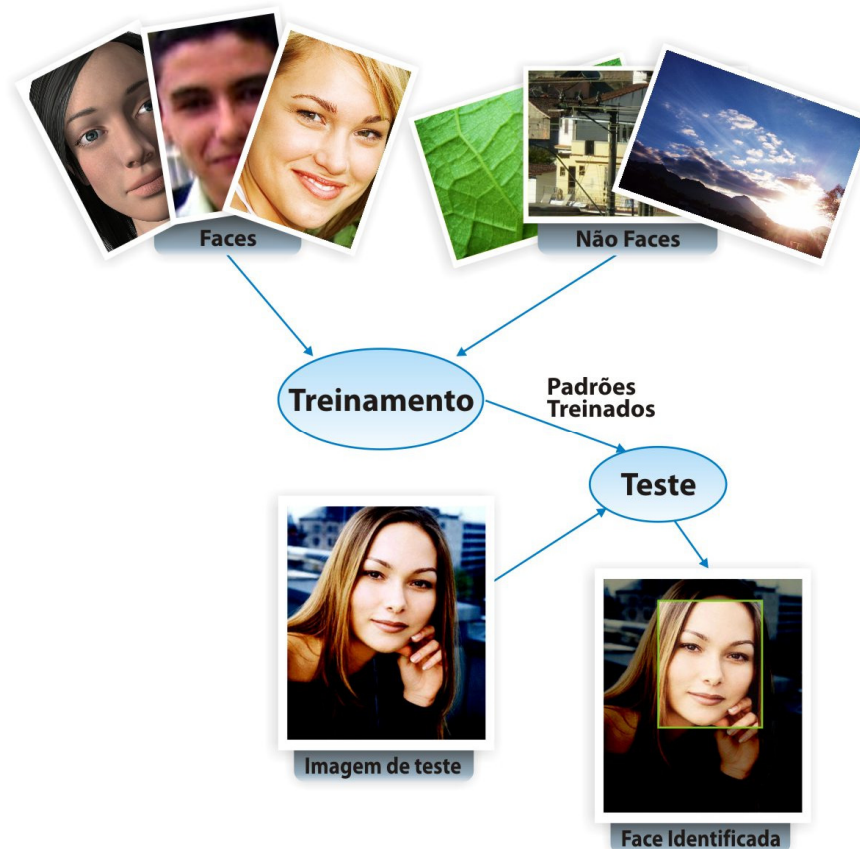 Faces
Não Faces
Treinamento
Padrões
Treinados
Teste
Imagem de teste
Face Identificada